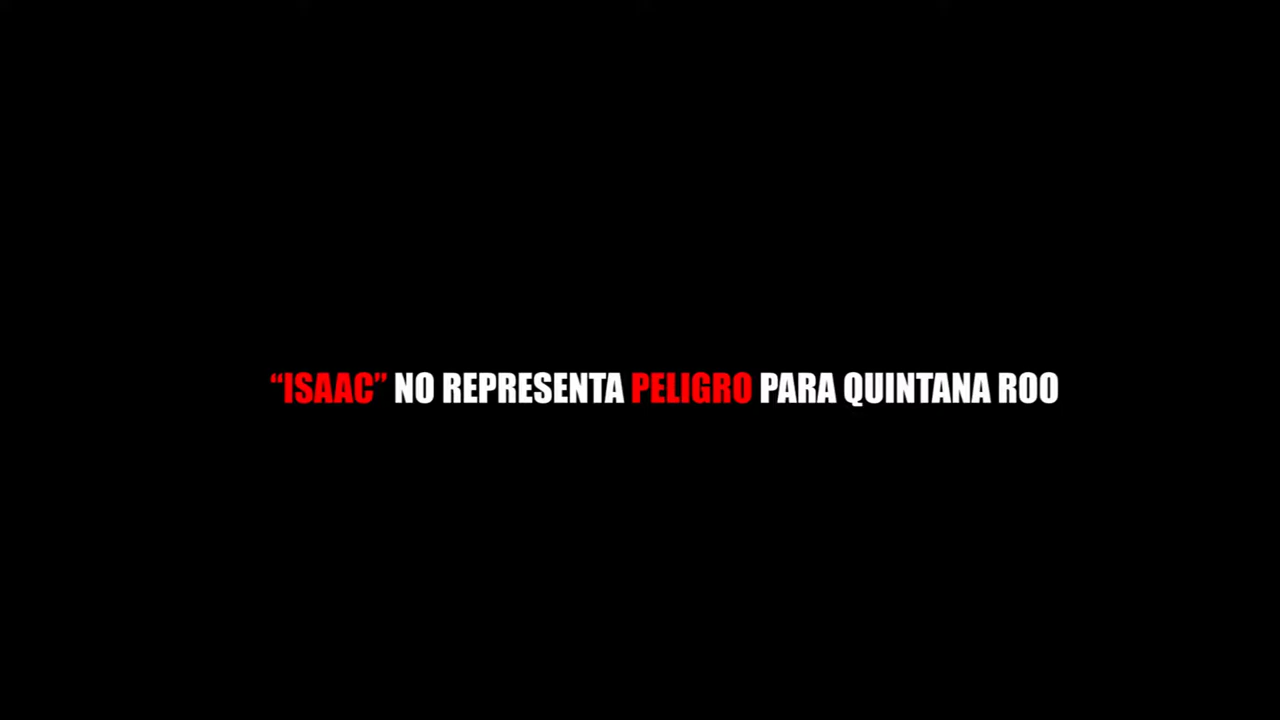 “ISAAC” NO REPRESENTA PELIGRO PARA QUINTANA ROO